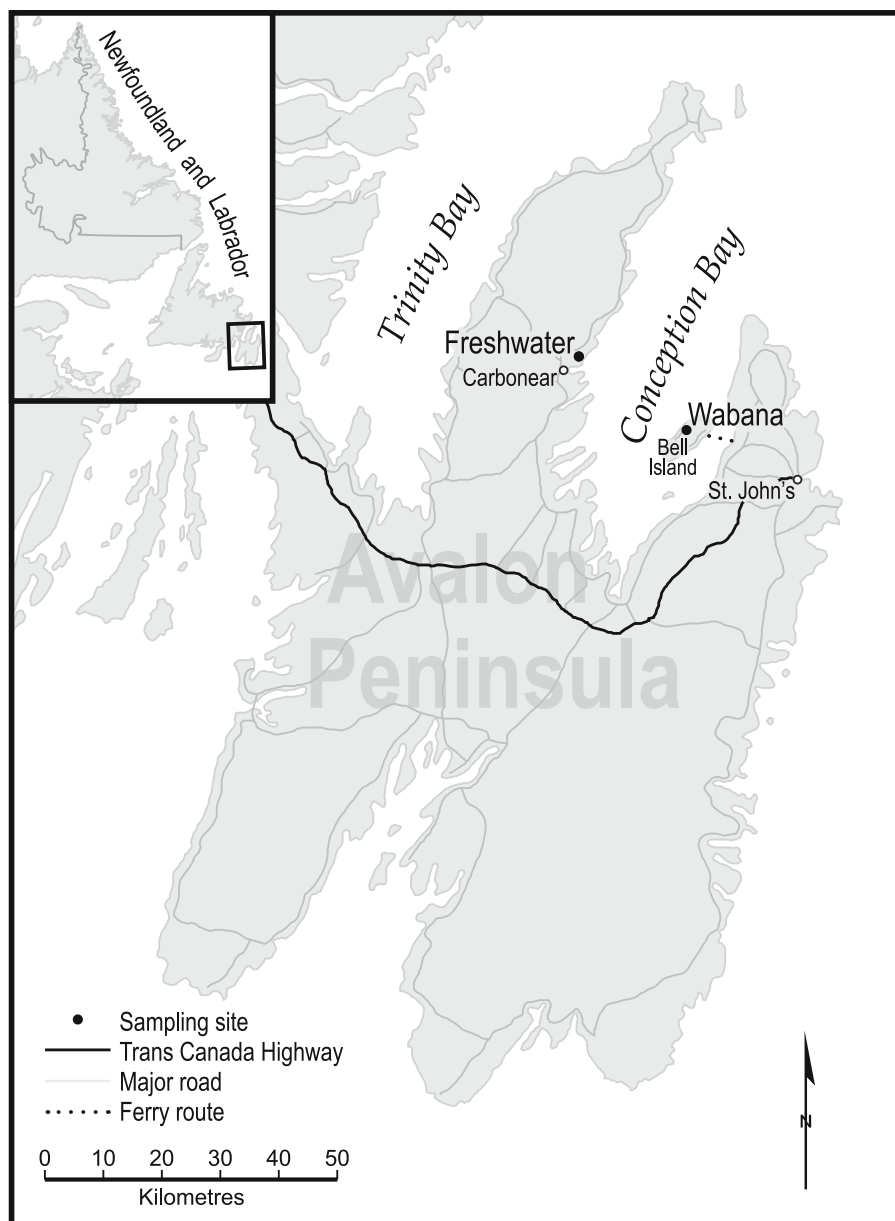 Newfoundland and Labrador
Trinity Bay
Conception Bay
Freshwater
Carbonear
Wabana
Bell
Island
St. John's
Avalon
Peninsula
Sampling site
Trans Canada Highway
Major road
Ferry route
0 10 20 30 40 50
Kilometres
N